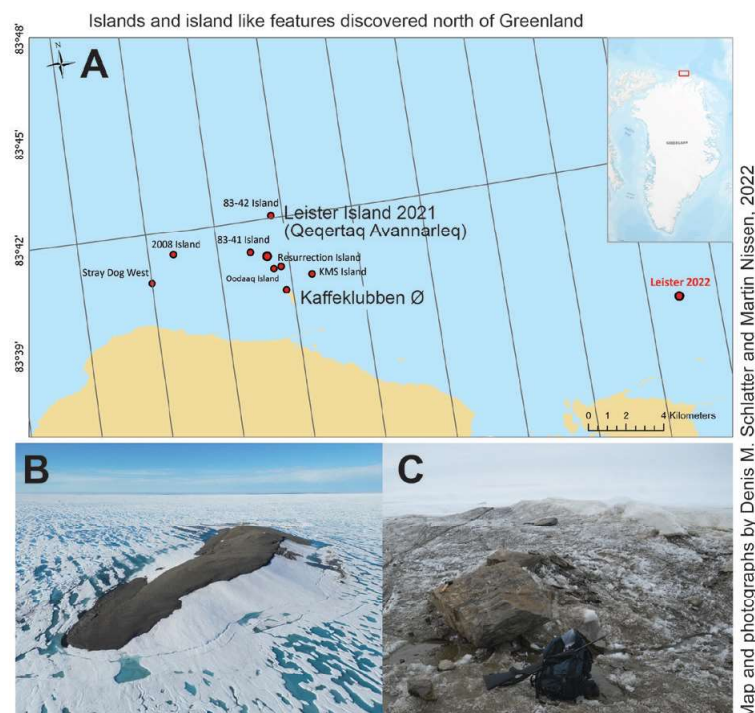 Islands and island like features discovered north of Greenland
83°48'
83°45'
83°42'
83°39'
N
A
83-42 Island
Leister Island 2021
(Qeqertaq Avannarleq)
83-41 Island
2008 Island
Resurrection Island
Stray Dog West
Oodaaq Island
KMS Island
Kaffeklubben Ø
Leister 2022
0 1 2 4 Kilometers
B
C
Map and photographs by Denis M. Schlatter and Martin Nissen, 2022